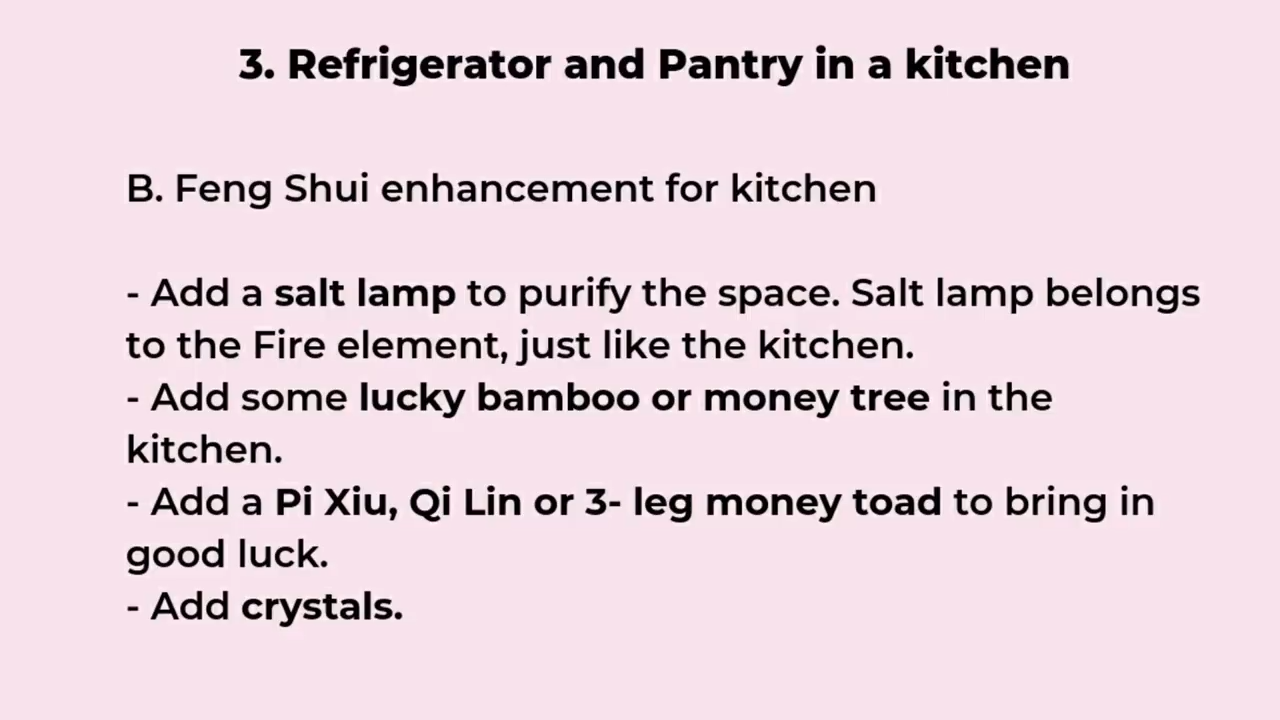 3. Refrigerator and Pantry in a kitchen
B. Feng Shui enhancement for kitchen
- Add a salt lamp to purify the space. Salt lamp belongs
to the Fire element, just like the kitchen.
- Add some lucky bamboo or money tree in the
kitchen.
- Add a Pi Xiu, Qi Lin or 3- leg money toad to bring in
good luck.
- Add crystals.